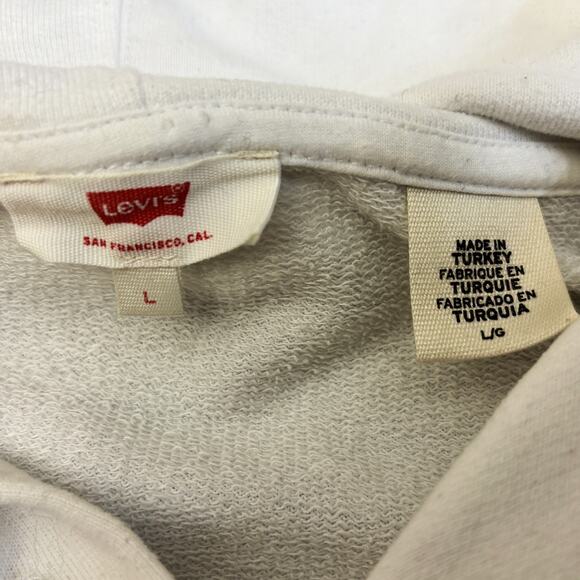 Levi's®
SAN FRANCISCO, CAL.
L
MADE IN
TURKEY
FABRIQUE EN
TURQUIE
FABRICADO EN
TURQUIA
L/G